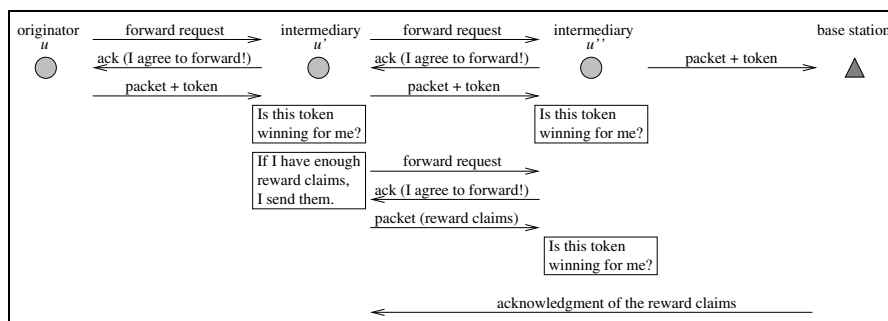 originator
u
forward request
intermediary
u'
forward request
intermediary
u''
base station
ack (I agree to forward!)
ack (I agree to forward!)
packet + token
packet + token
packet + token
Is this token
winning for me?
Is this token
winning for me?
If I have enough
reward claims,
I send them.
forward request
ack (I agree to forward!)
packet (reward claims)
Is this token
winning for me?
acknowledgment of the reward claims